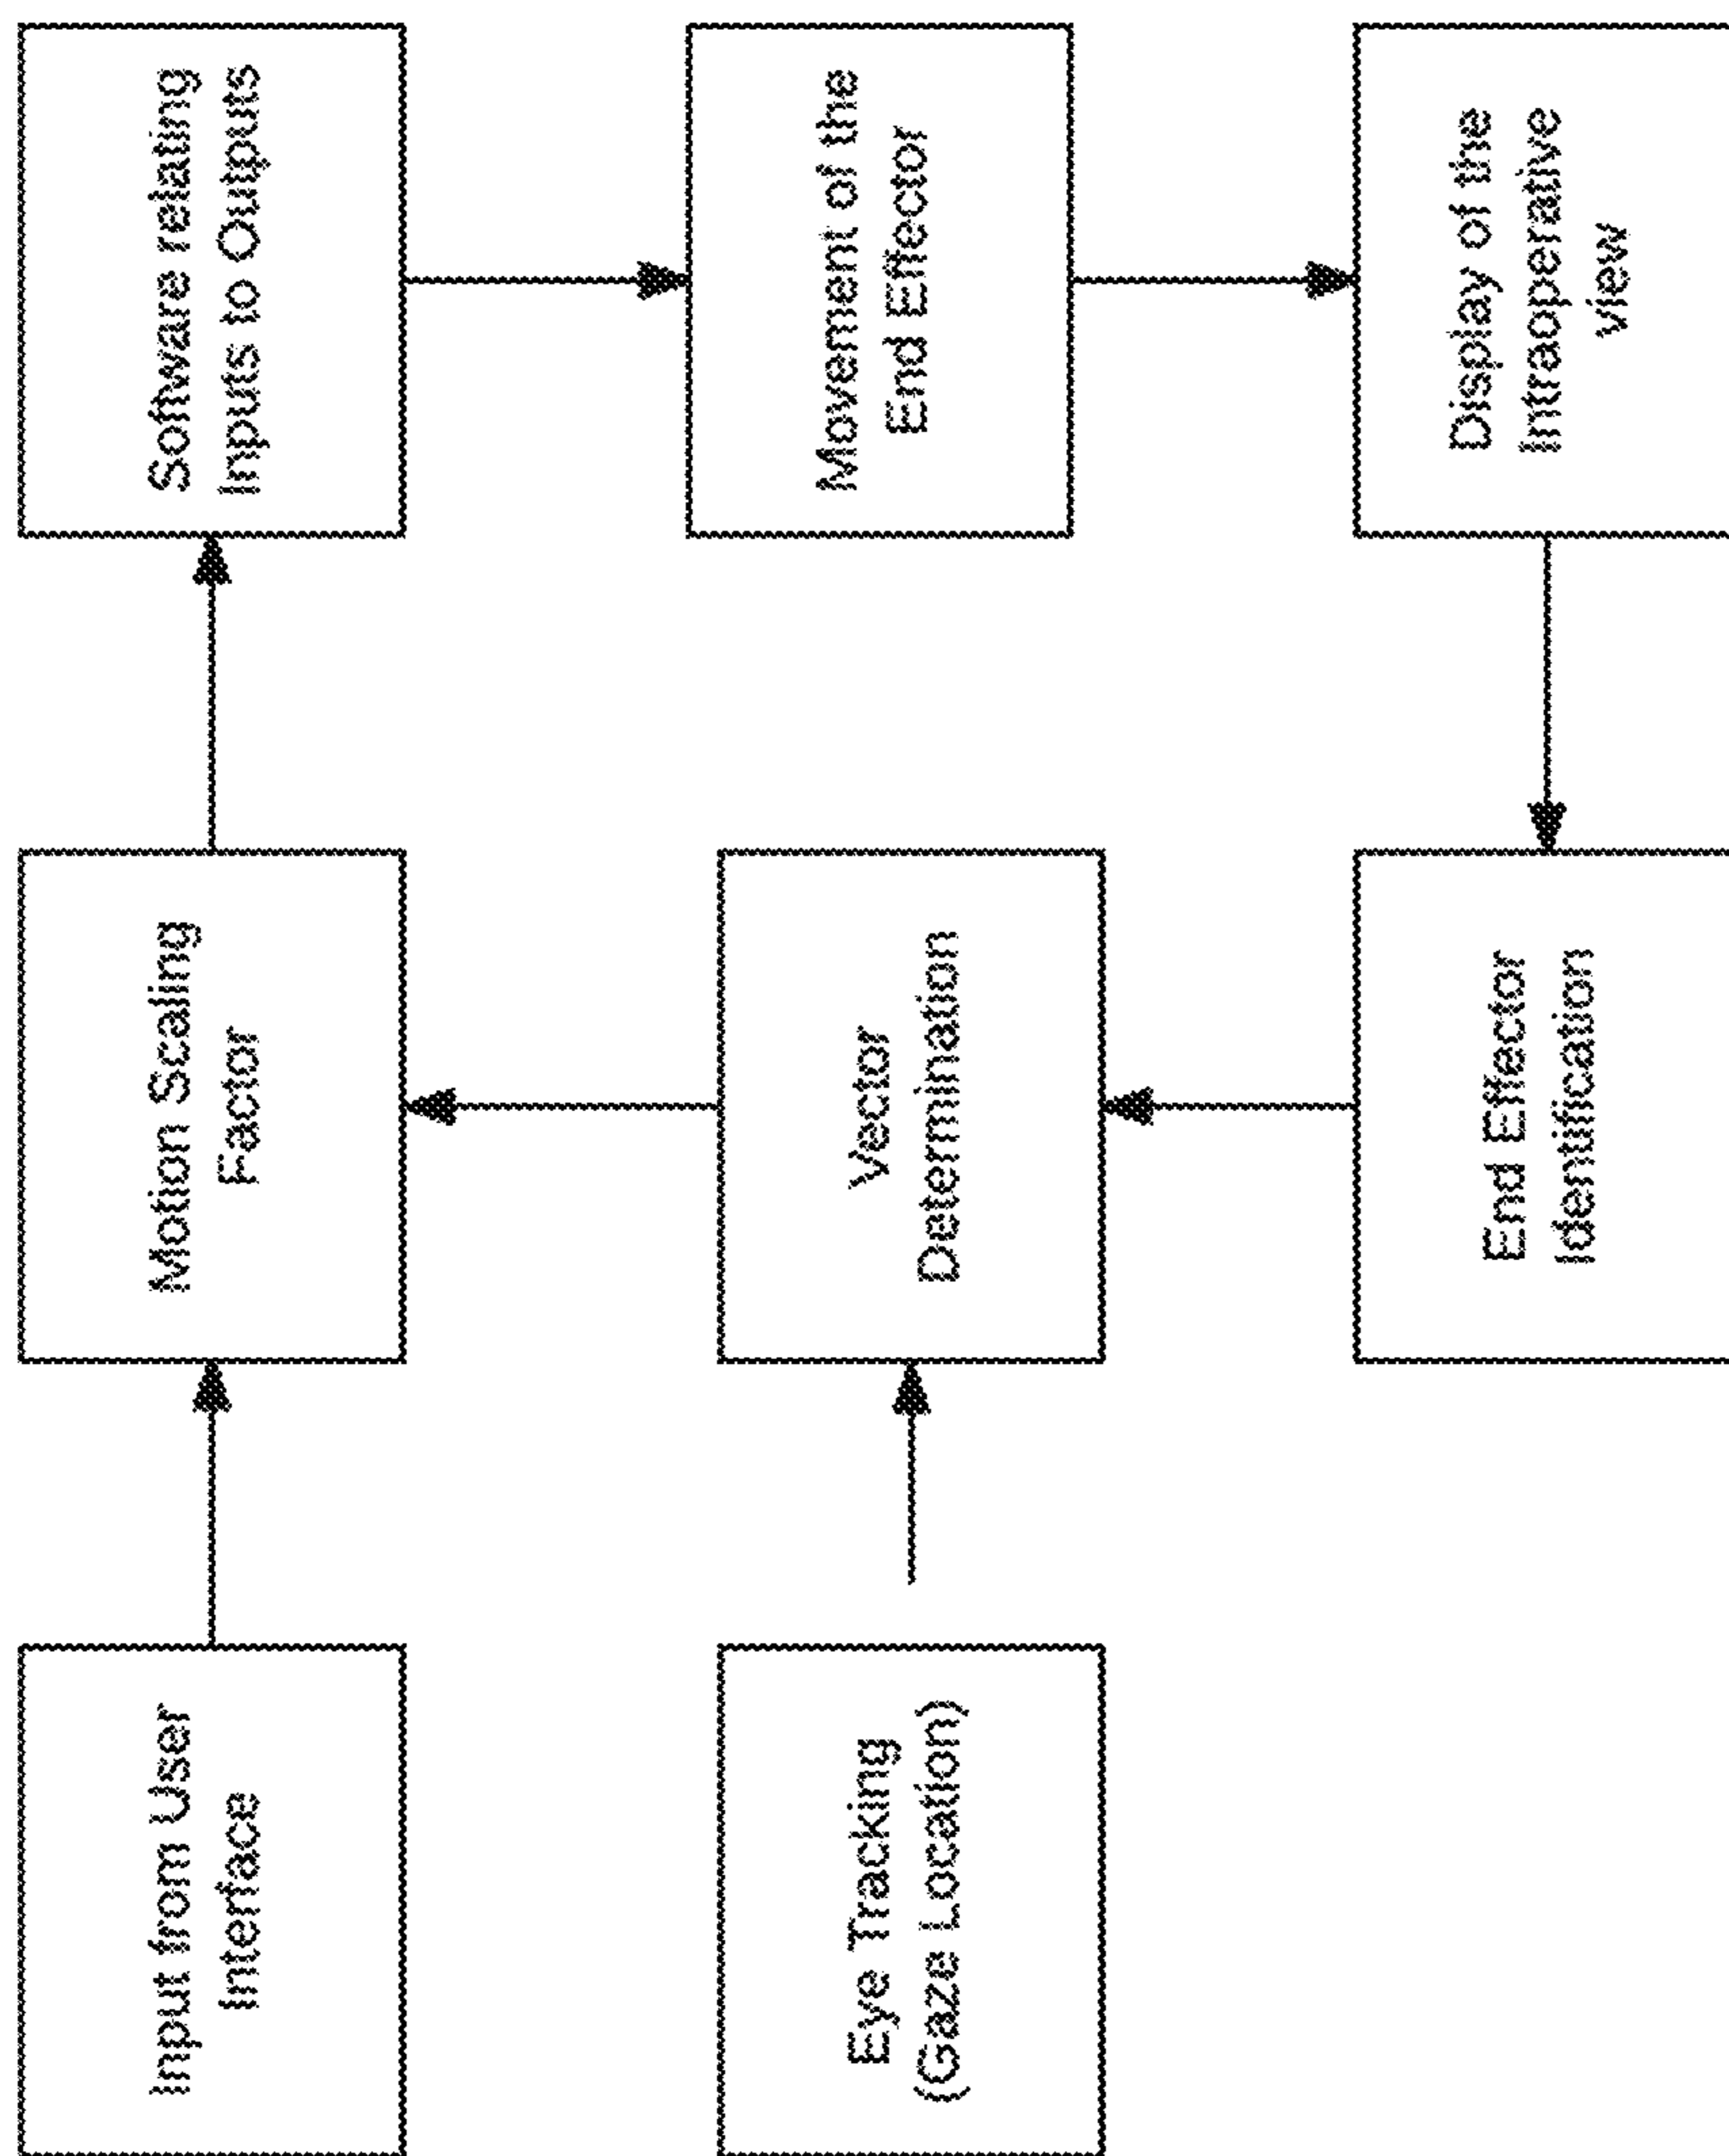 Input from User
Interface
Motion Scaling
Factor
Software relating
Inputs to Outputs
Eye Tracking
(Gaze Location)
Vector
Determination
Movement of the
End Effector
End Effector
Identification
Display of the
Intraoperative
view